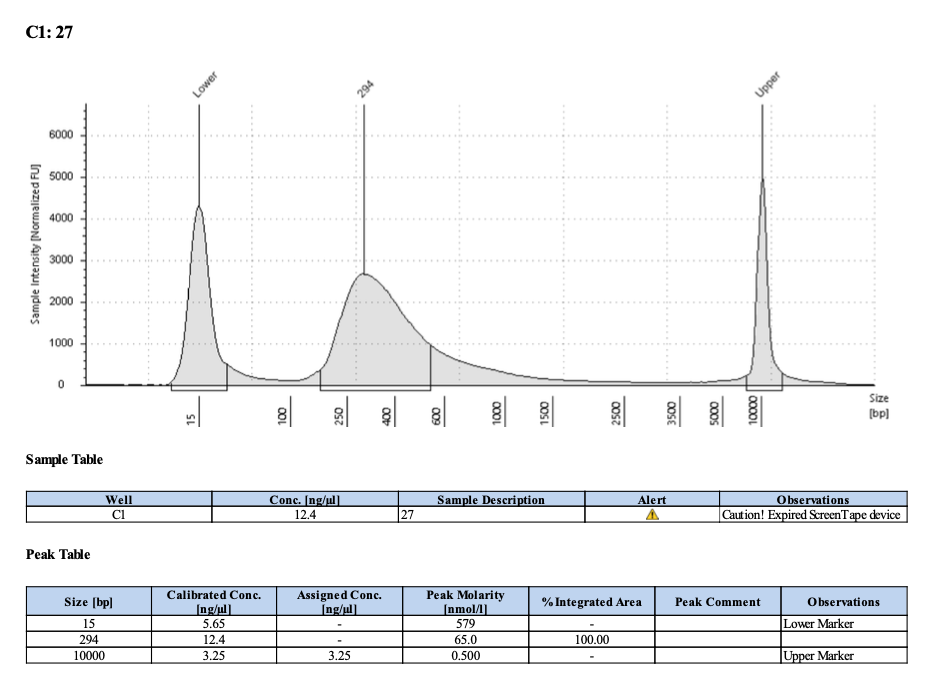 C1: 27
Lower
294
Upper
Sample Intensity [Normalized FU]
6000
5000
4000
3000
2000
1000
0
15
100
250
400
600
1000
1500
2500
3500
5000
10000
Size
[bp]
Sample Table
Well Conc. [ng/µl] Sample Description Alert Observations
C1 12.4 27 Caution! Expired ScreenTape device
Peak Table
Size [bp] Calibrated Conc. [ng/µl] Assigned Conc. [ng/µl] Peak Molarity [nmol/l] % Integrated Area Peak Comment Observations
15 5.65 - 579 - Lower Marker
294 12.4 - 65.0 100.00
10000 3.25 3.25 0.500 - Upper Marker